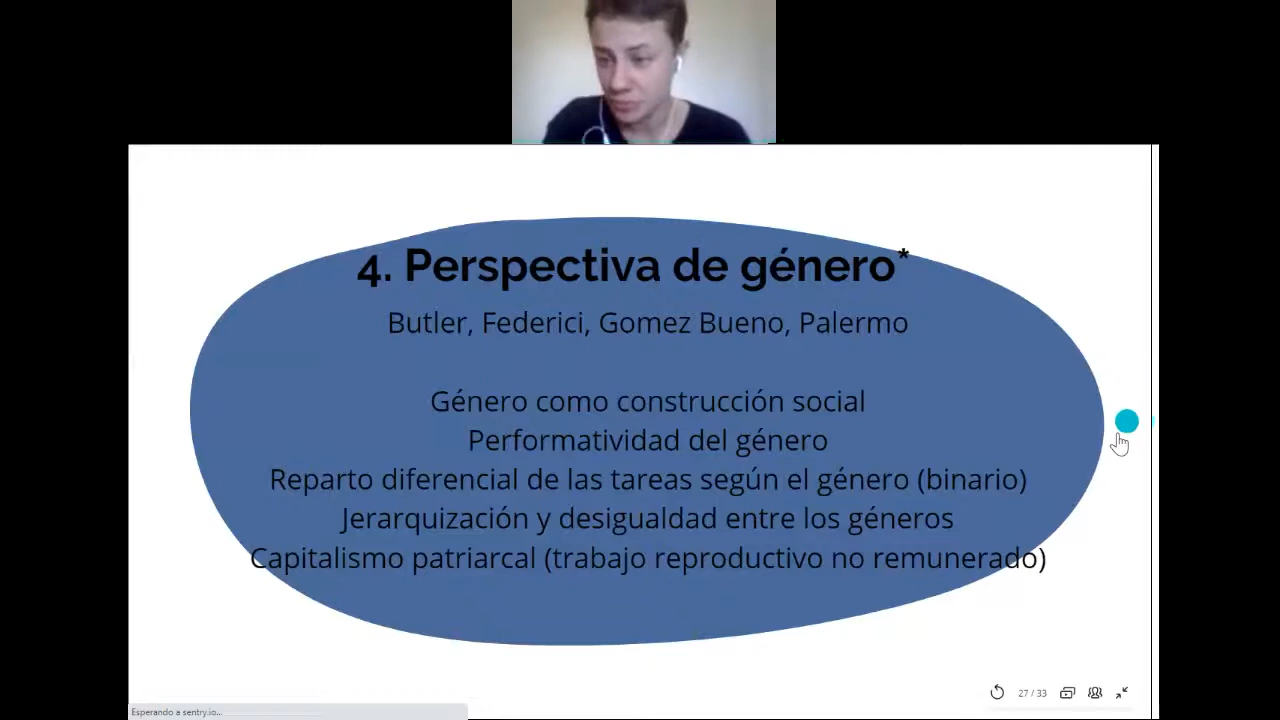 4. Perspectiva de género*
Butler, Federici, Gomez Bueno, Palermo
Género como construcción social
Performatividad del género
Reparto diferencial de las tareas según el género (binario)
Jerarquización y desigualdad entre los géneros
Capitalismo patriarcal (trabajo reproductivo no remunerado)
27 / 33
Esperando a sentry.io...